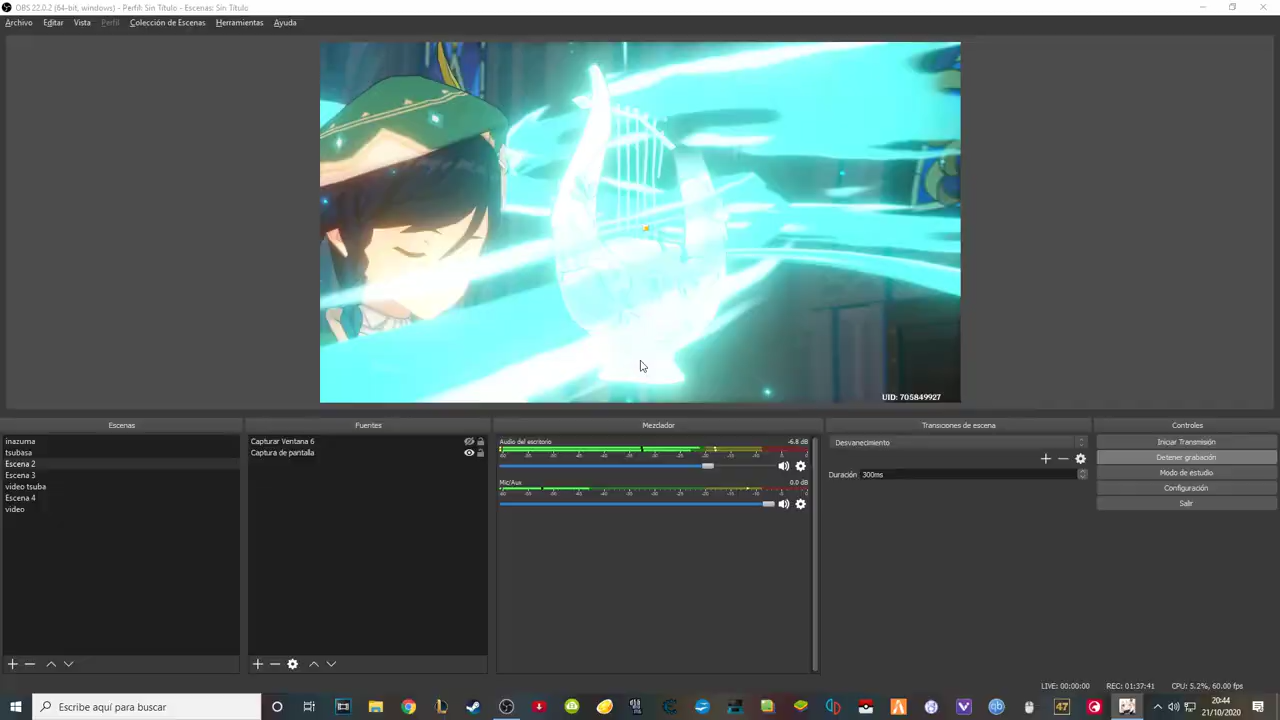 OBS 22.0.2 (64-bit, windows) - Perfil: Sin Título - Escenas: Sin Título
Archivo Editar Vista Perfil Colección de Escenas Herramientas Ayuda
UID: 705849927
Escenas
inazuma
tsubasa
Escena 2
Escena 3
video tsuba
Escena 4
video
Fuentes
Capturar Ventana 6
Captura de pantalla
Mezclador
Audio del escritorio -6.8 dB
Mic/Aux 0.0 dB
Transiciones de escena
Desvanecimiento
Duración 300ms
Controles
Iniciar Transmisión
Detener grabación
Modo de estudio
Configuración
Salir
LIVE: 00:00:00 REC: 01:37:41 CPU: 5.2%, 60.00 fps
Escribe aquí para buscar
47
20:44
21/10/2020